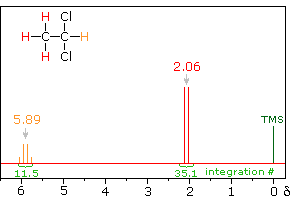 Cl
H H C C H
H Cl
2.06
5.89
TMS
11.5 35.1 integration #
6 5 4 3 2 1 0 δ